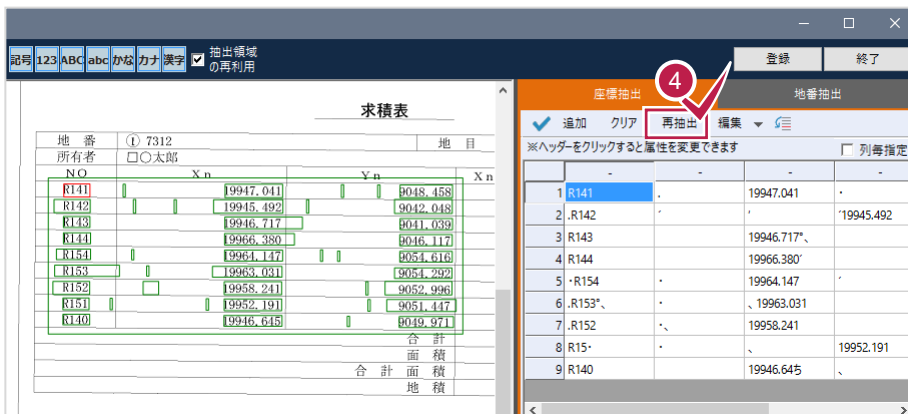 記号 123 ABC abc かな カナ 漢字 抽出領域の再利用
登録 終了
4
座標抽出 地番抽出
追加 クリア 再抽出 編集
※ヘッダーをクリックすると属性を変更できます 列毎指定
- - - -
1 R141 . 19947.041 ・
2 .R142 ´ ' ´19945.492
3 R143 19946.717*、
4 R144 19966.380´
5 ・R154 ・ 19964.147 ´
6 .R153*、 ・ 、19963.031
7 .R152 ・、 19958.241
8 R15・ ・ 、 19952.191
9 R140 19946.64ち 、
求積表
地番 ① 7312 地目
所有者 口〇太郎
NO Xn Yn Xn
R141 19947.041 9048.458
R142 19945.492 9042.048
R143 19946.717 9041.039
R144 19966.380 9046.117
R154 19964.147 9054.616
R153 19963.031 9054.292
R152 19958.241 9052.996
R151 19952.191 9051.447
R140 19946.645 9049.971
合計
面積
合計面積
地積